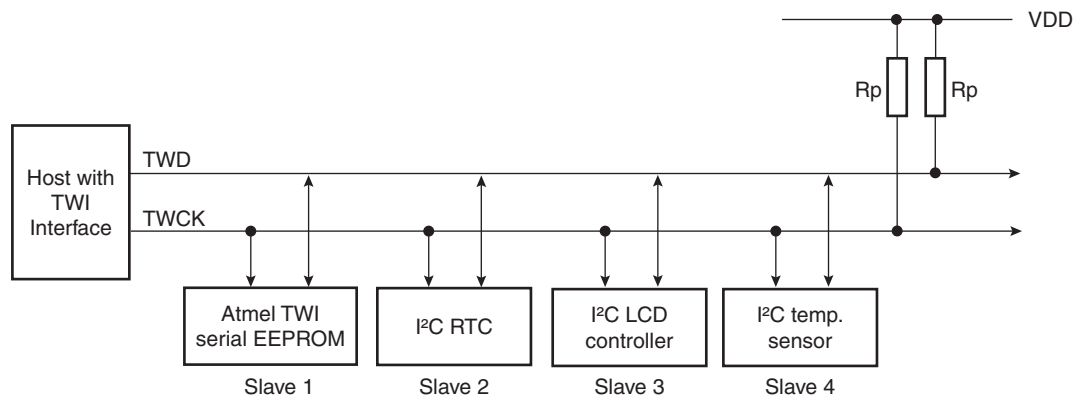 VDD
Rp
Rp
Host with
TWI
Interface
TWD
TWCK
Atmel TWI
serial EEPROM
I²C RTC
I²C LCD
controller
I²C temp.
sensor
Slave 1
Slave 2
Slave 3
Slave 4